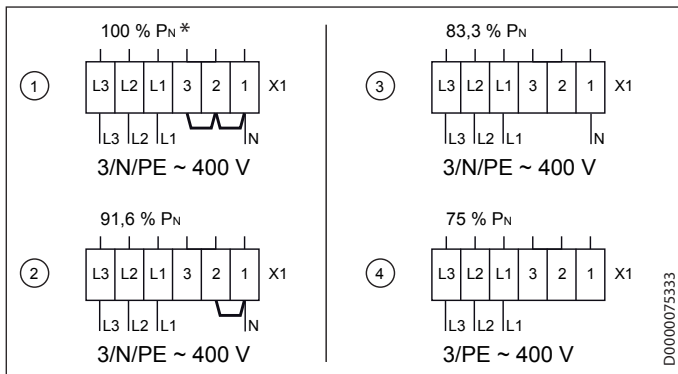 100 % PN *
1
L3 L2 L1 3 2 1 X1
L3 L2 L1 N
3/N/PE ~ 400 V
91,6 % PN
2
L3 L2 L1 3 2 1 X1
L3 L2 L1 N
3/N/PE ~ 400 V
83,3 % PN
3
L3 L2 L1 3 2 1 X1
L3 L2 L1 N
3/N/PE ~ 400 V
75 % PN
4
L3 L2 L1 3 2 1 X1
L3 L2 L1
3/PE ~ 400 V
D0000075333